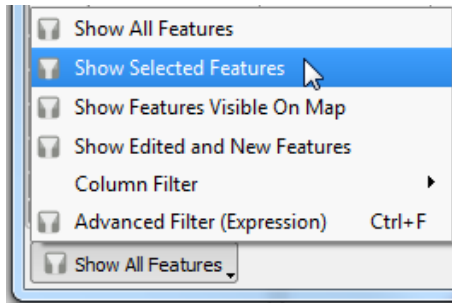 Show All Features
Show Selected Features
Show Features Visible On Map
Show Edited and New Features
Column Filter
Advanced Filter (Expression) Ctrl+F
Show All Features